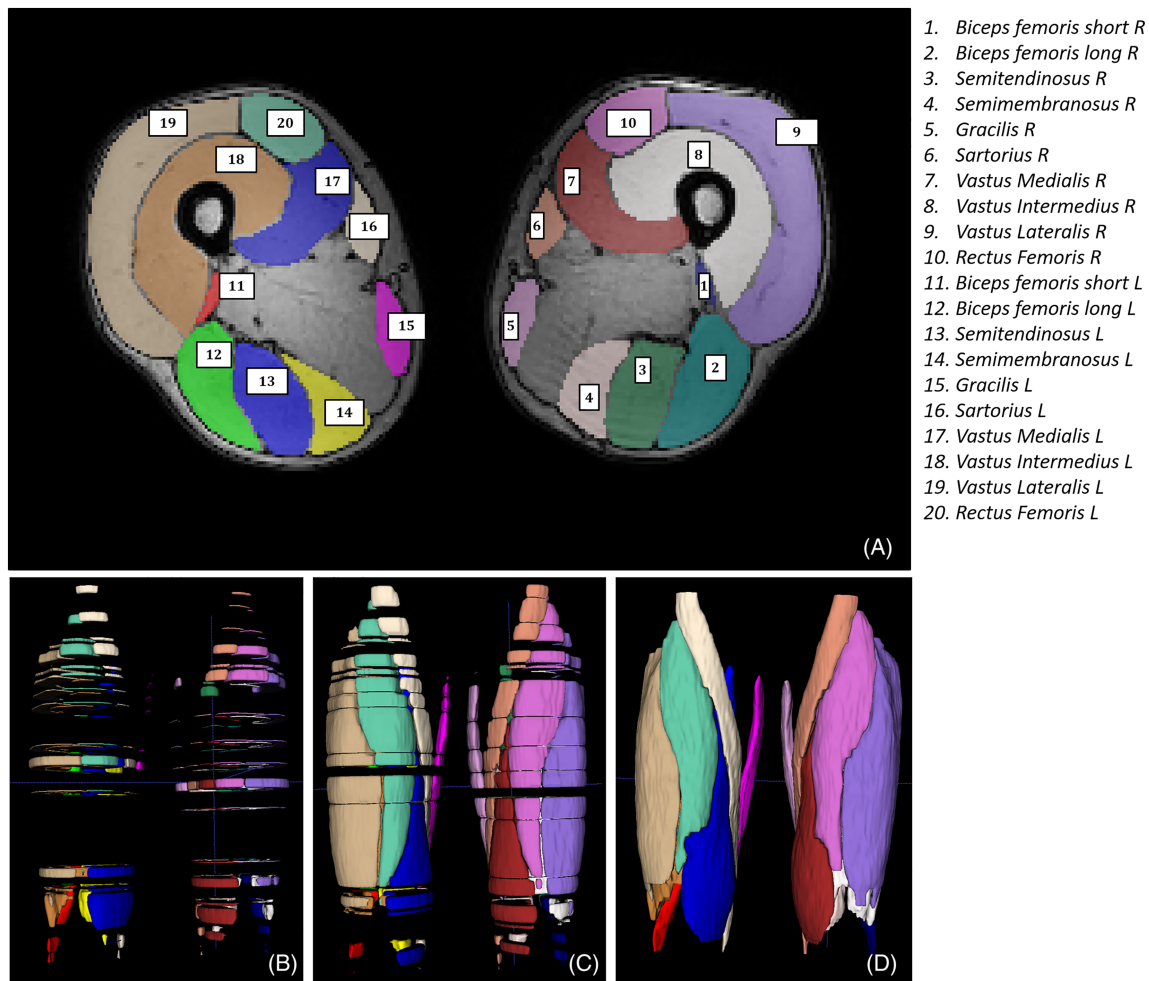 19
20
18
17
16
11
15
12
13
14
10
9
8
7
6
1
5
2
3
4
(A)
1. Biceps femoris short R
2. Biceps femoris long R
3. Semitendinosus R
4. Semimembranosus R
5. Gracilis R
6. Sartorius R
7. Vastus Medialis R
8. Vastus Intermedius R
9. Vastus Lateralis R
10. Rectus Femoris R
11. Biceps femoris short L
12. Biceps femoris long L
13. Semitendinosus L
14. Semimembranosus L
15. Gracilis L
16. Sartorius L
17. Vastus Medialis L
18. Vastus Intermedius L
19. Vastus Lateralis L
20. Rectus Femoris L
(B)
(C)
(D)